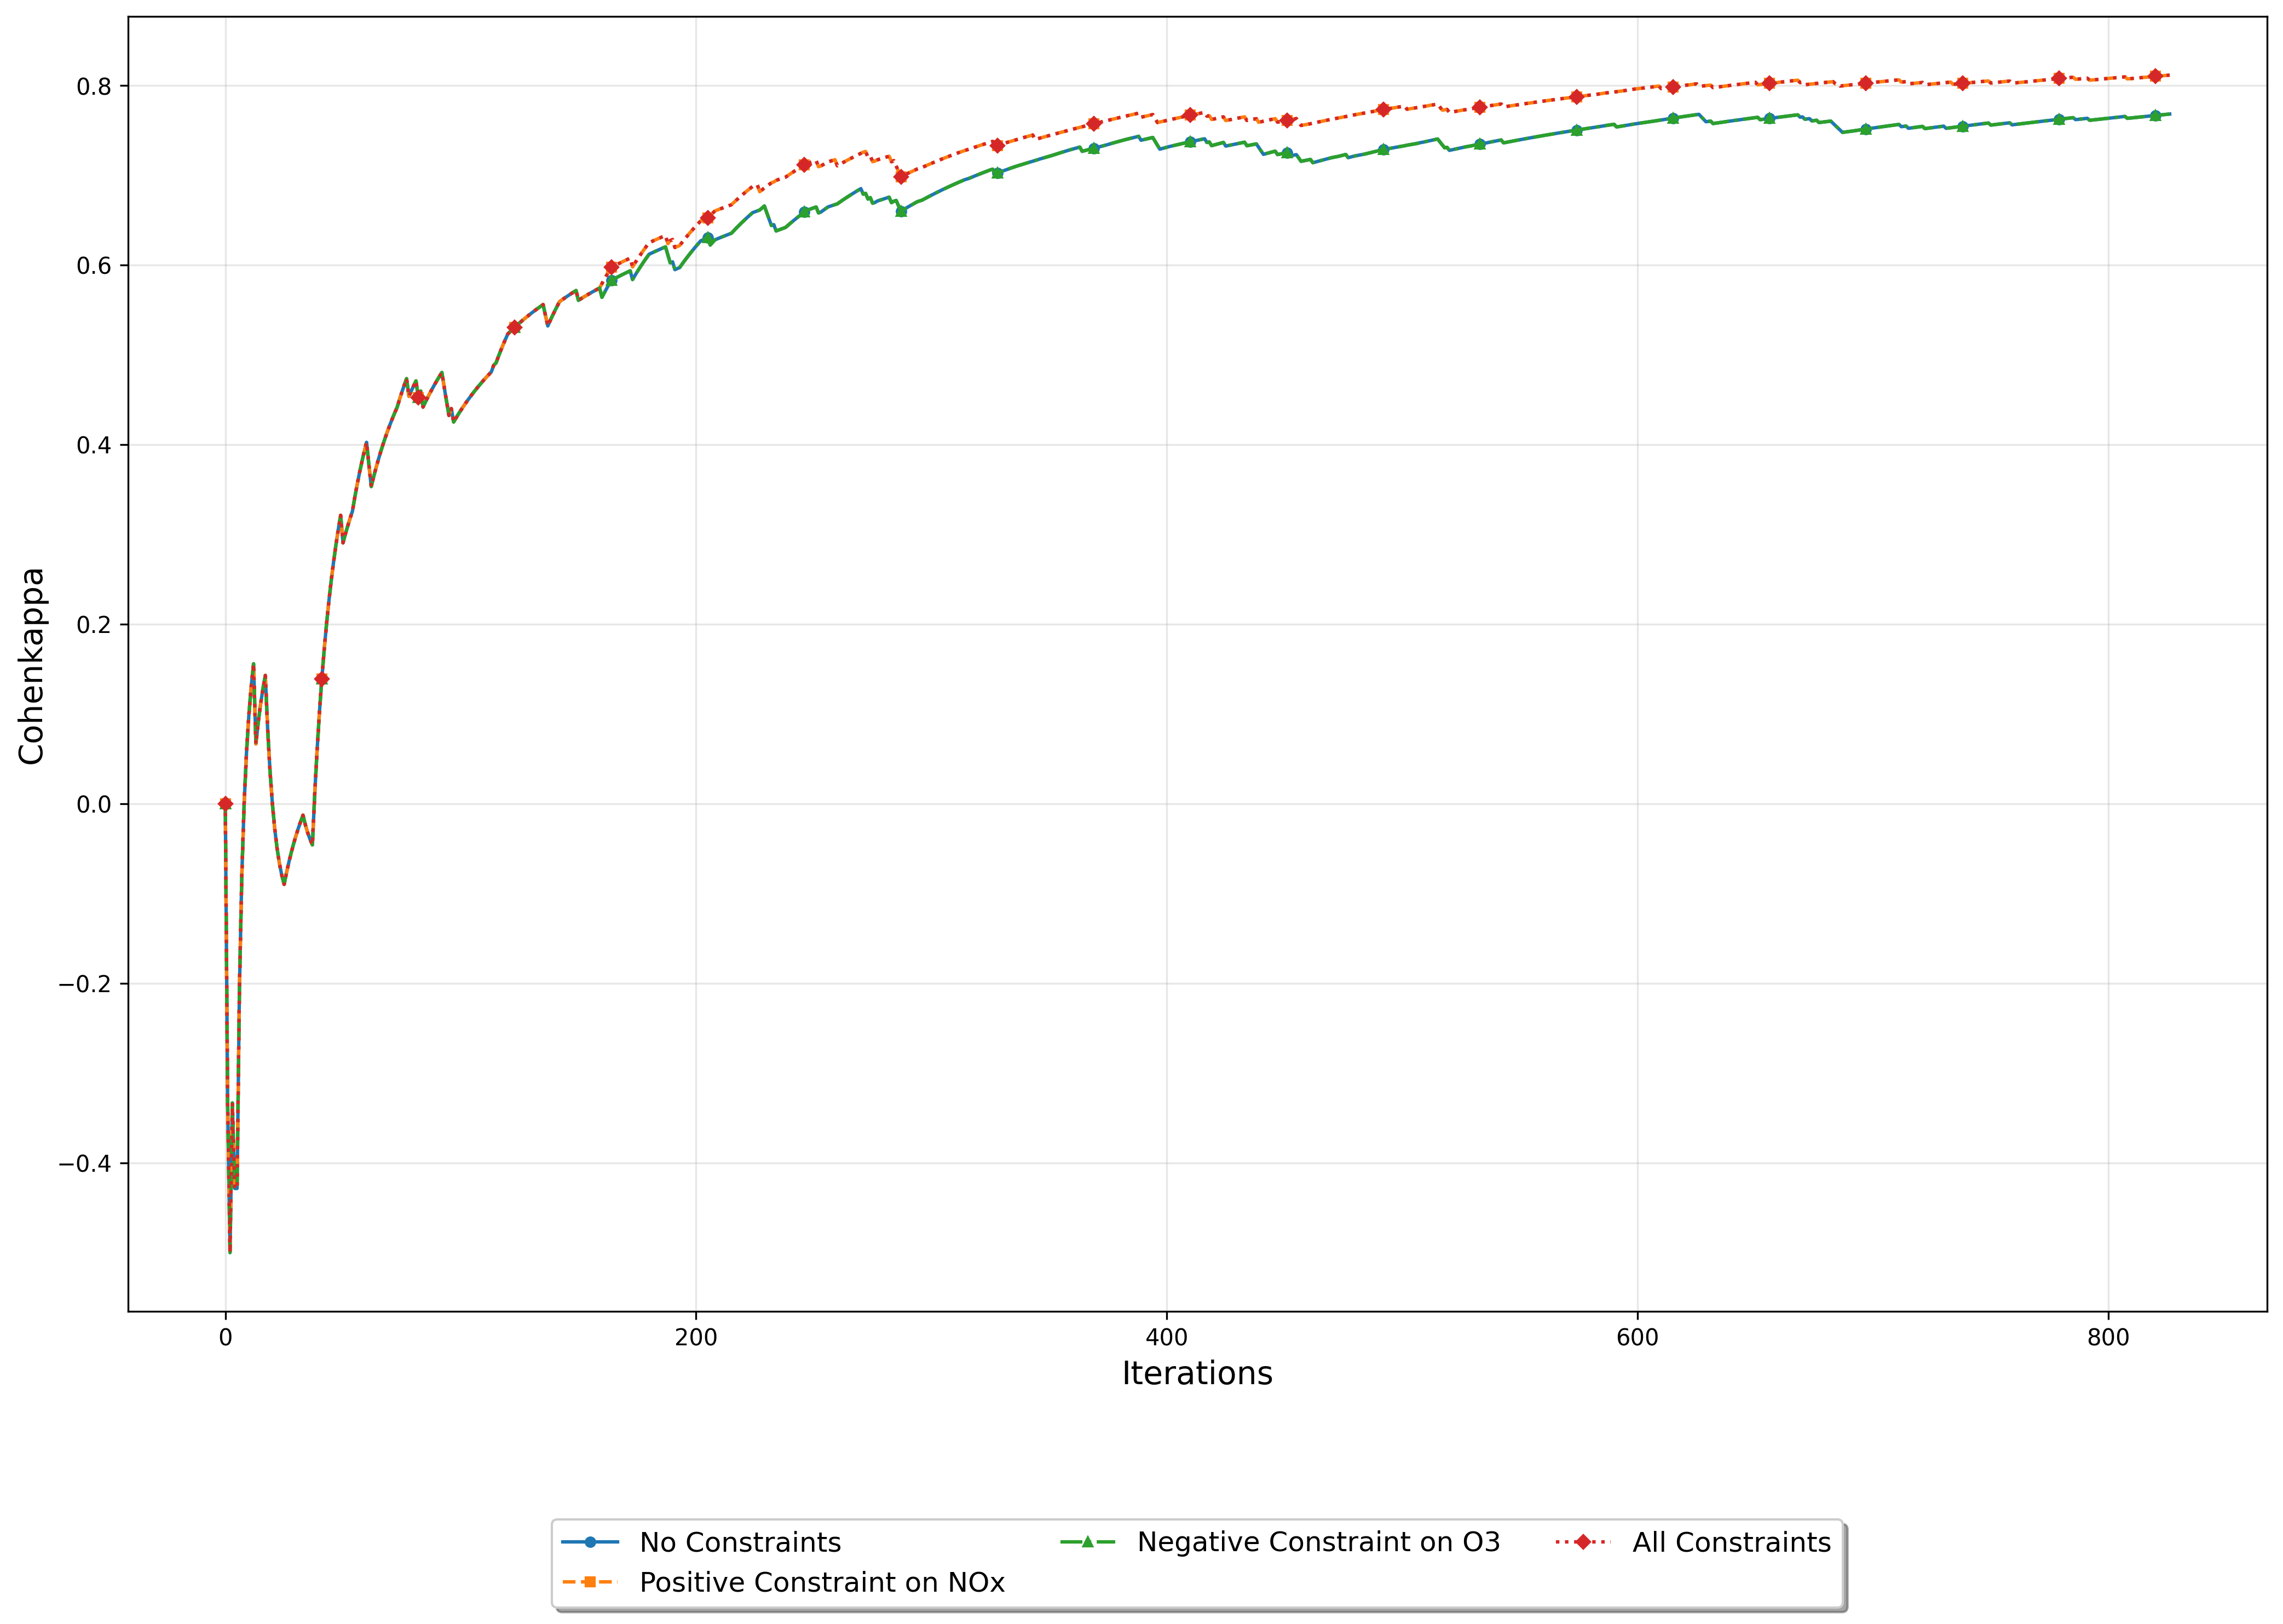 0.8
0.6
0.4
0.2
0.0
−0.2
−0.4
Cohenkappa
0 200 400 600 800
Iterations
No Constraints
Positive Constraint on NOx
Negative Constraint on O3
All Constraints